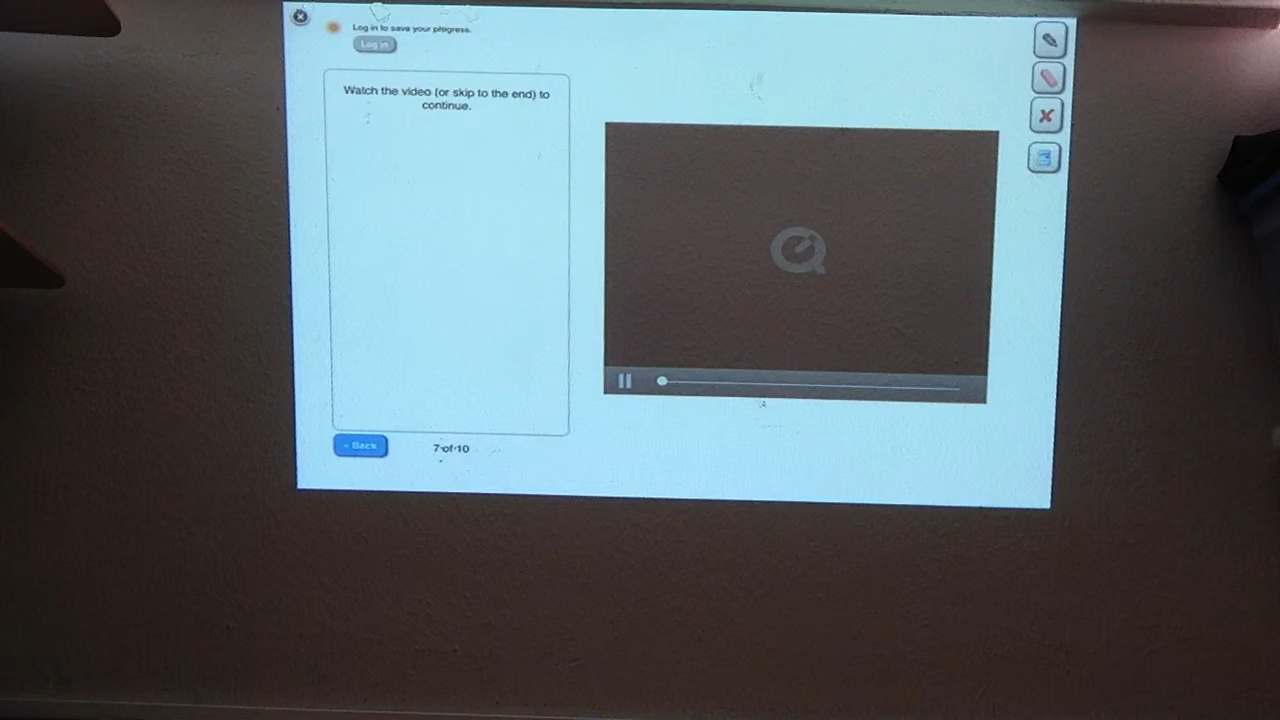 Log in to save your progress.
Log in
Watch the video (or skip to the end) to
continue.
Back
7 of 10